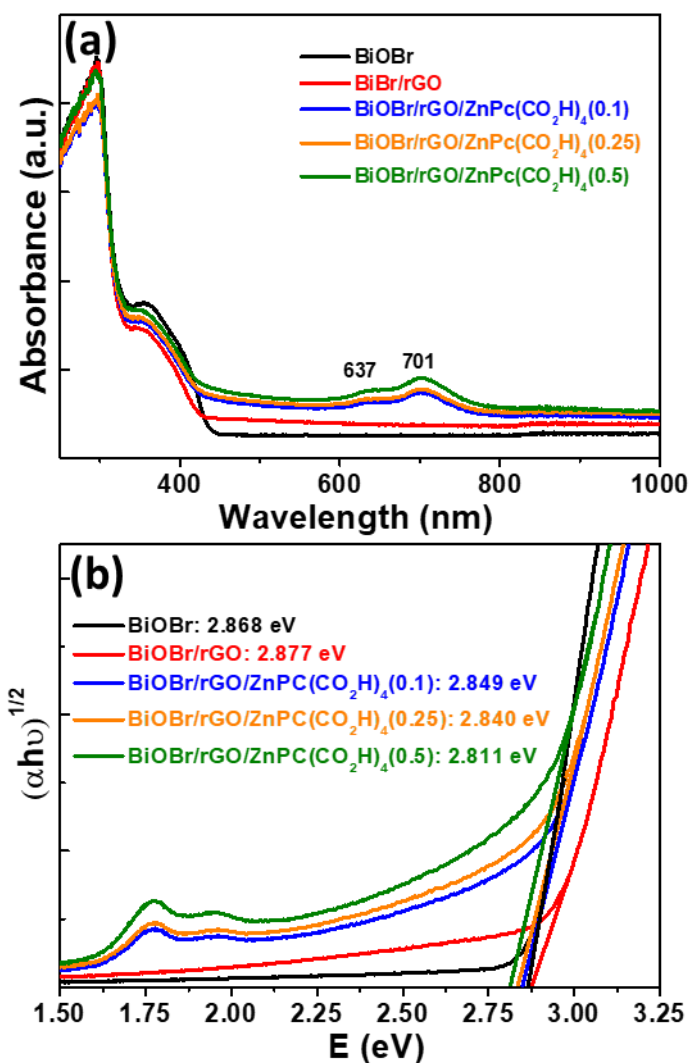 (a)
BiOBr
BiBr/rGO
BiOBr/rGO/ZnPc(CO₂H)₄(0.1)
BiOBr/rGO/ZnPc(CO₂H)₄(0.25)
BiOBr/rGO/ZnPc(CO₂H)₄(0.5)
637 701
Absorbance (a.u.)
400 600 800 1000
Wavelength (nm)
(b)
BiOBr: 2.868 eV
BiOBr/rGO: 2.877 eV
BiOBr/rGO/ZnPC(CO₂H)₄(0.1): 2.849 eV
BiOBr/rGO/ZnPC(CO₂H)₄(0.25): 2.840 eV
BiOBr/rGO/ZnPC(CO₂H)₄(0.5): 2.811 eV
(αhυ)¹ᐟ²
1.50 1.75 2.00 2.25 2.50 2.75 3.00 3.25
E (eV)